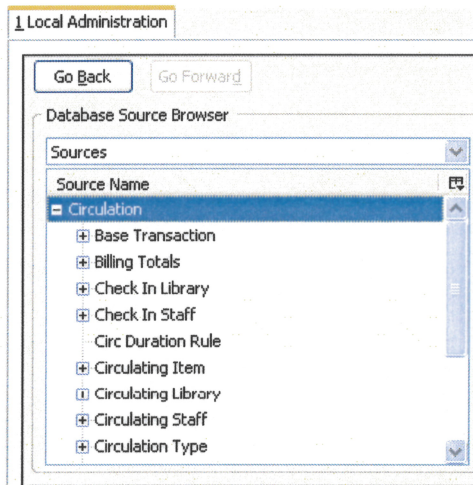 1 Local Administration
Go Back
Go Forward
Database Source Browser
Sources
Source Name
Circulation
Base Transaction
Billing Totals
Check In Library
Check In Staff
Circ Duration Rule
Circulating Item
Circulating Library
Circulating Staff
Circulation Type